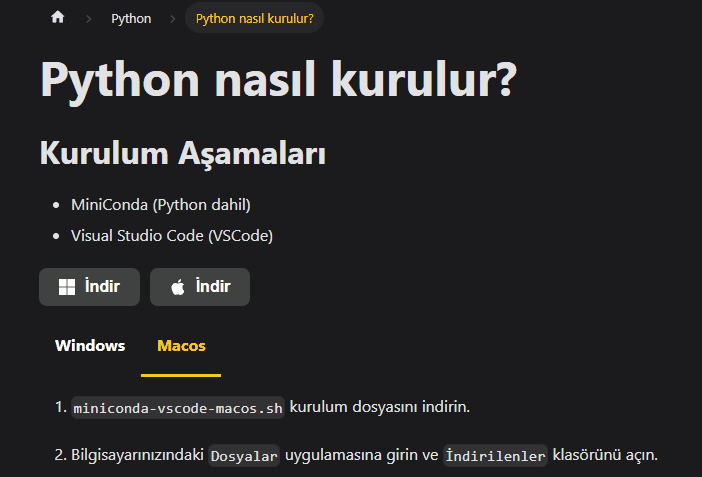 Python
Python nasıl kurulur?
Python nasıl kurulur?
Kurulum Aşamaları
MiniConda (Python dahil)
Visual Studio Code (VSCode)
İndir İndir
Windows Macos
1. miniconda-vscode-macos.sh kurulum dosyasını indirin.
2. Bilgisayarınızındaki Dosyalar uygulamasına girin ve İndirilenler klasörünü açın.